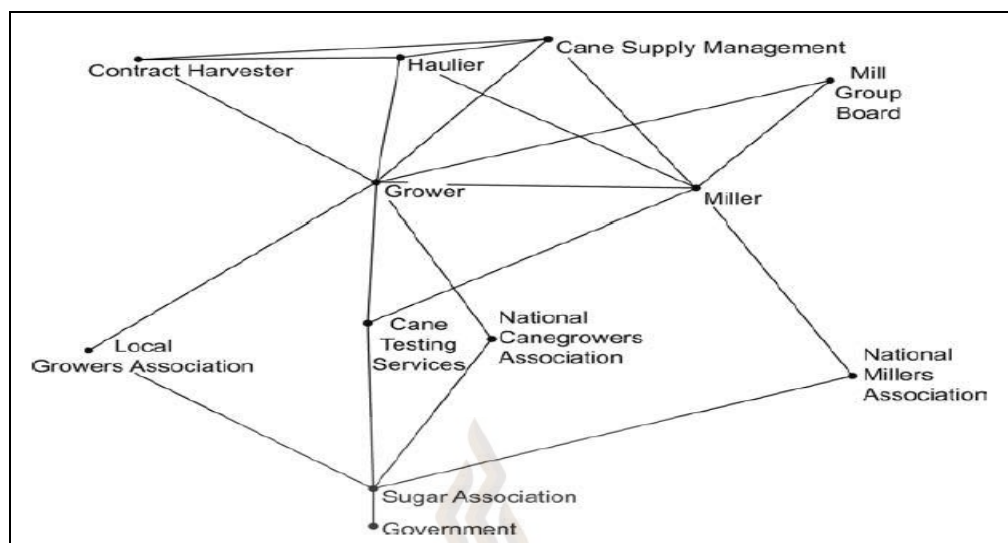 Cane Supply Management
Contract Harvester
Haulier
Mill
Group
Board
Grower
Miller
Local
Growers Association
Cane
Testing
Services
National
Canegrowers
Association
National
Millers
Association
Sugar Association
Government